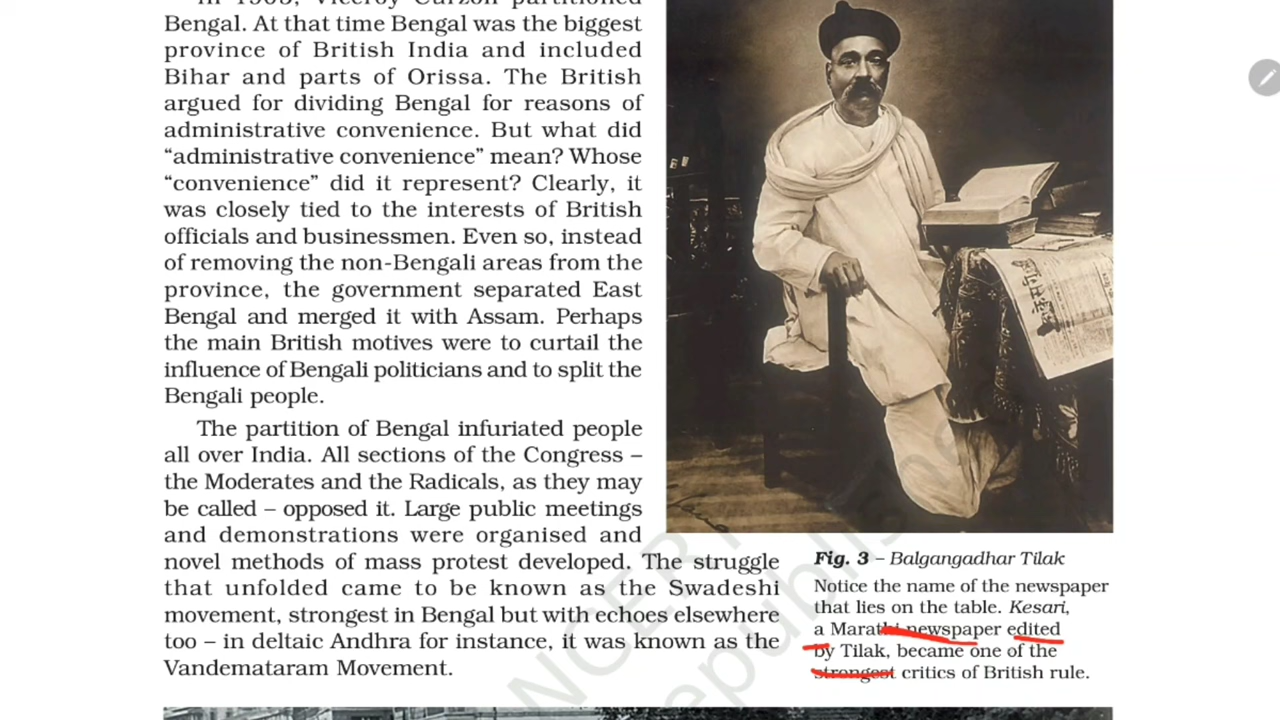 In 1905, Viceroy Curzon partitioned
Bengal. At that time Bengal was the biggest
province of British India and included
Bihar and parts of Orissa. The British
argued for dividing Bengal for reasons of
administrative convenience. But what did
“administrative convenience” mean? Whose
“convenience” did it represent? Clearly, it
was closely tied to the interests of British
officials and businessmen. Even so, instead
of removing the non-Bengali areas from the
province, the government separated East
Bengal and merged it with Assam. Perhaps
the main British motives were to curtail the
influence of Bengali politicians and to split the
Bengali people.
The partition of Bengal infuriated people
all over India. All sections of the Congress –
the Moderates and the Radicals, as they may
be called – opposed it. Large public meetings
and demonstrations were organised and
novel methods of mass protest developed. The struggle
that unfolded came to be known as the Swadeshi
movement, strongest in Bengal but with echoes elsewhere
too – in deltaic Andhra for instance, it was known as the
Vandemataram Movement.
Fig. 3 – Balgangadhar Tilak
Notice the name of the newspaper
that lies on the table. Kesari,
a Marathi newspaper edited
by Tilak, became one of the
strongest critics of British rule.